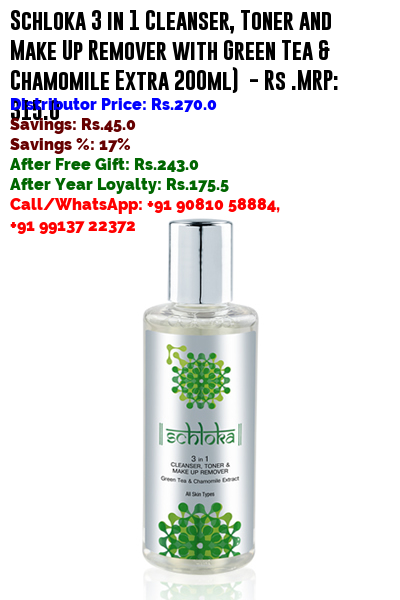 Schloka 3 in 1 Cleanser, Toner and
Make Up Remover with Green Tea &
Chamomile Extra 200ml)  - Rs .MRP:
315.0
Distributor Price: Rs.270.0
Savings: Rs.45.0
Savings %: 17%
After Free Gift: Rs.243.0
After Year Loyalty: Rs.175.5
Call/WhatsApp: +91 90810 58884,
+91 99137 22372
schloka
3 in 1
CLEANSER, TONER &
MAKE UP REMOVER
Green Tea & Chamomile Extract
All Skin Types